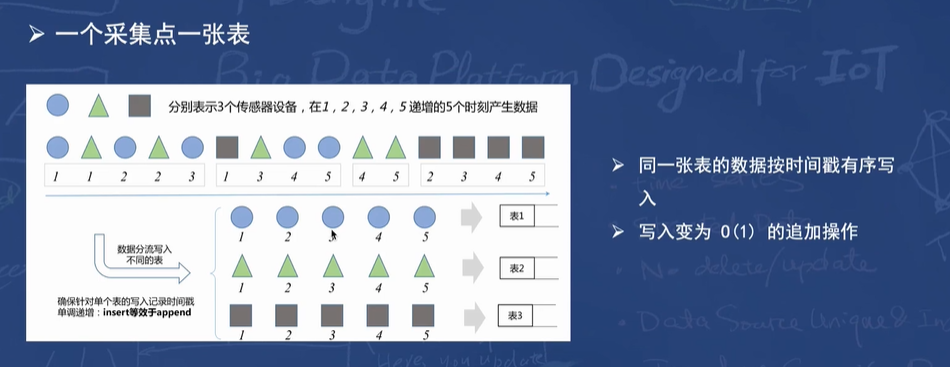 ➢ 一个采集点一张表
Big Data Platform Designed for IoT
分别表示3个传感器设备，在1，2，3，4，5递增的5个时刻产生数据
1 1 2 2 3 1 3 4 5 4 5 2 3 4 5
1 2 3 4 5
表1
数据分流写入
不同的表
1 2 3 4 5
表2
确保针对单个表的写入记录时间戳
单调递增：insert等效于append
1 2 3 4 5
表3
➢ 同一张表的数据按时间戳有序写
入
➢ 写入变为 O(1) 的追加操作
• No delete/update
• Data Source Unique &